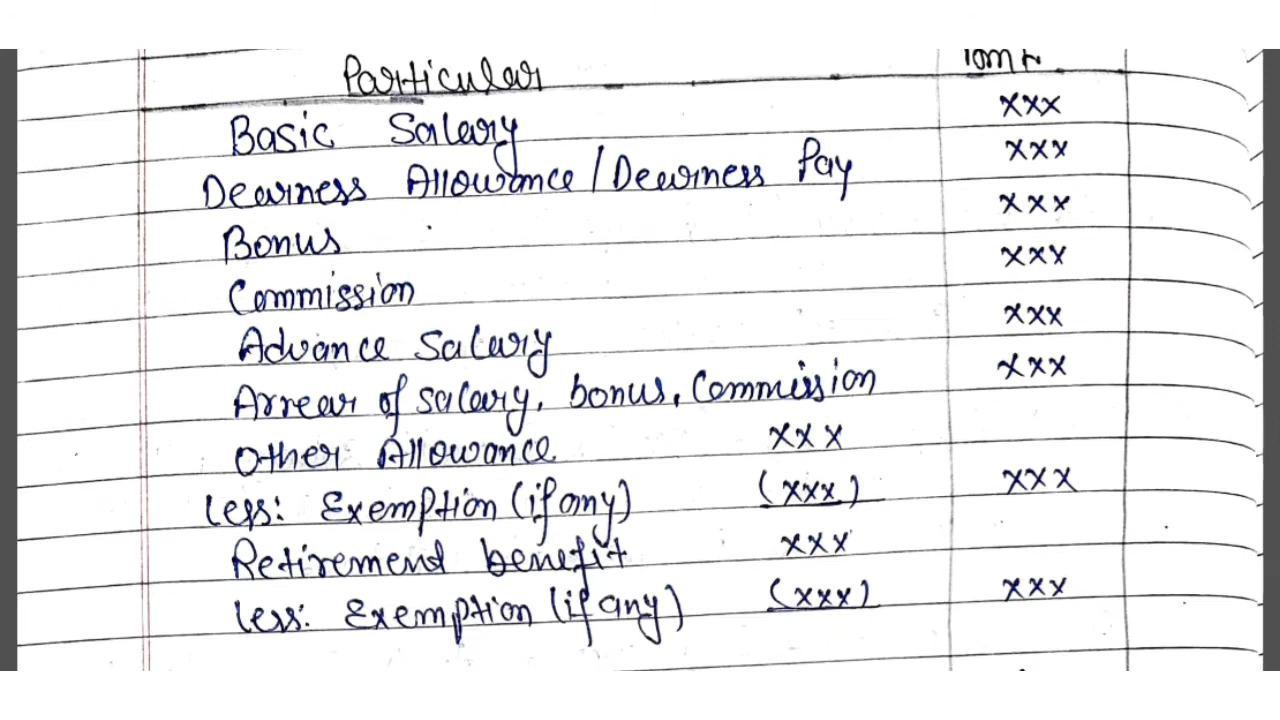 Particular
Basic Salary xxx
Dearness Allowance / Dearness Pay xxx
Bonus xxx
Commission xxx
Advance Salary xxx
Arrear of salary, bonus, Commission xxx
Other Allowance xxx
Less: Exemption (if any) (xxx) xxx
Retiremend benefit xxx
Less: Exemption (if any) (xxx) xxx